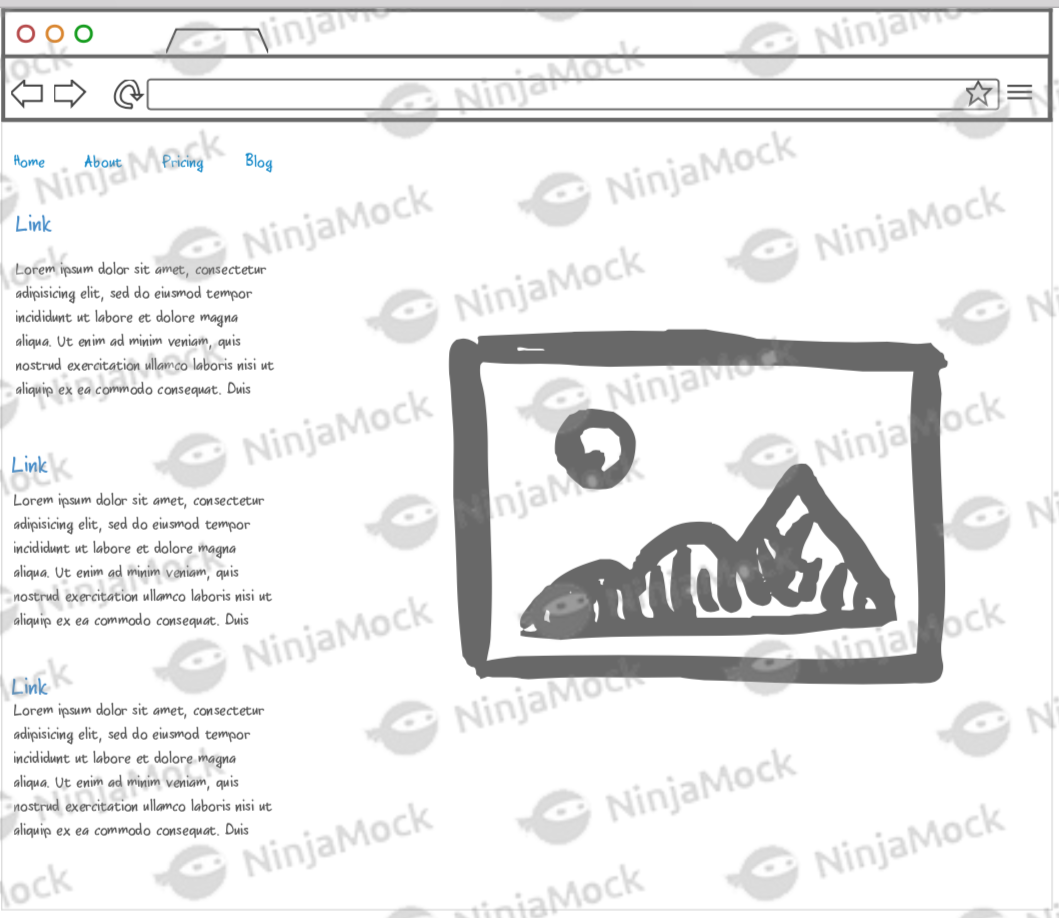 Home About Pricing Blog
Link
Lorem ipsum dolor sit amet, consectetur
adipisicing elit, sed do eiusmod tempor
incididunt ut labore et dolore magna
aliqua. Ut enim ad minim veniam, quis
nostrud exercitation ullamco laboris nisi ut
aliquip ex ea commodo consequat. Duis
Link
Lorem ipsum dolor sit amet, consectetur
adipisicing elit, sed do eiusmod tempor
incididunt ut labore et dolore magna
aliqua. Ut enim ad minim veniam, quis
nostrud exercitation ullamco laboris nisi ut
aliquip ex ea commodo consequat. Duis
Link
Lorem ipsum dolor sit amet, consectetur
adipisicing elit, sed do eiusmod tempor
incididunt ut labore et dolore magna
aliqua. Ut enim ad minim veniam, quis
nostrud exercitation ullamco laboris nisi ut
aliquip ex ea commodo consequat. Duis
NinjaMock